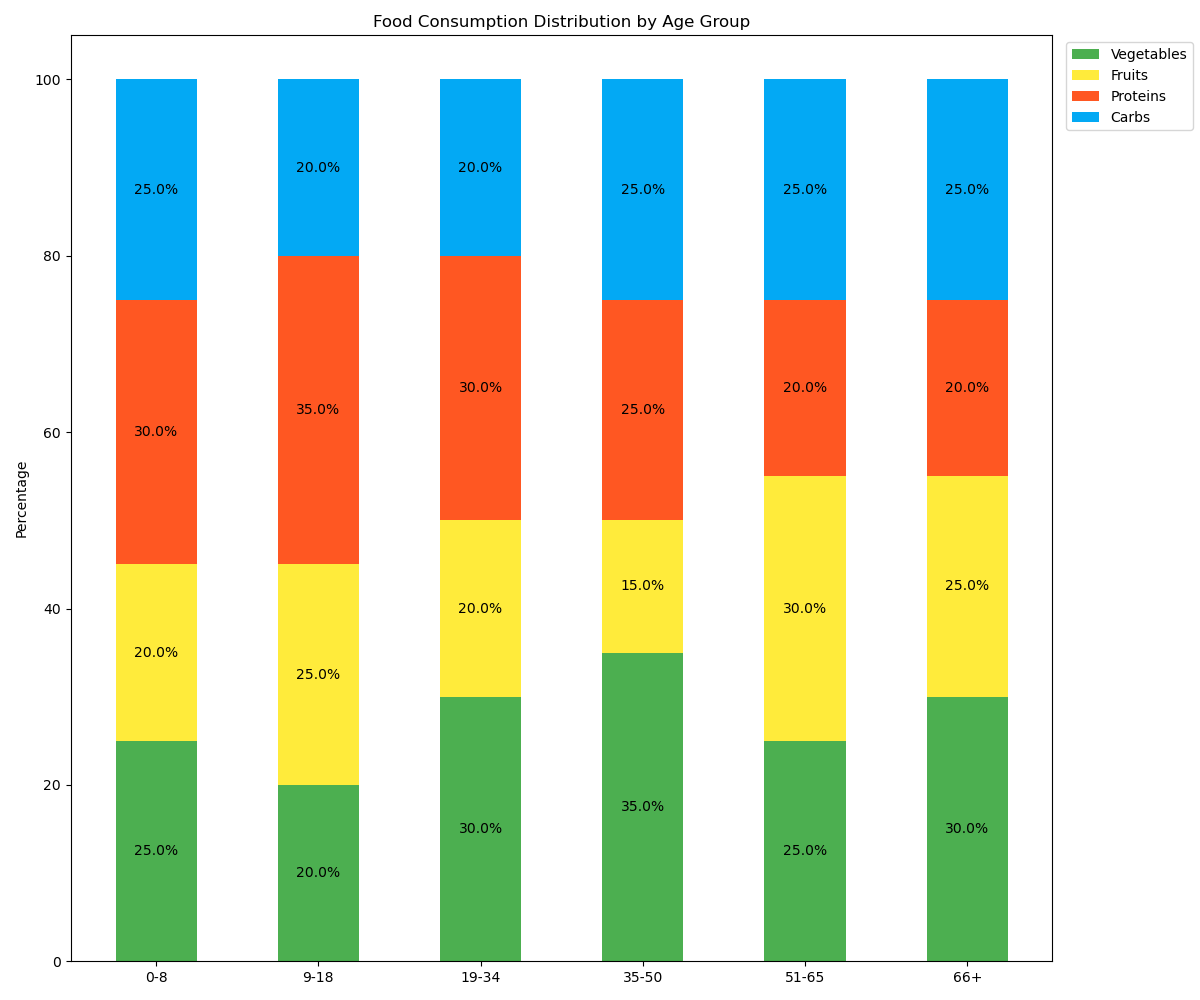 Food Consumption Distribution by Age Group
Vegetables
Fruits
Proteins
Carbs
Percentage
100
80
60
40
20
0
25.0% 20.0% 20.0% 25.0% 25.0% 25.0%
30.0% 35.0% 30.0% 25.0% 20.0% 20.0%
20.0% 25.0% 20.0% 15.0% 30.0% 25.0%
25.0% 20.0% 30.0% 35.0% 25.0% 30.0%
0-8 9-18 19-34 35-50 51-65 66+